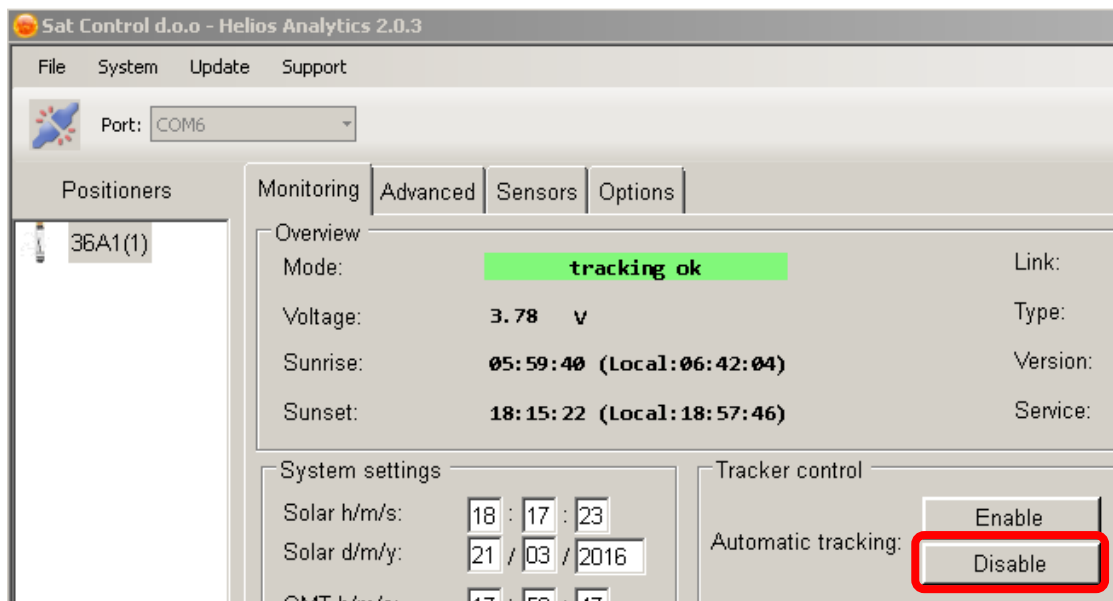 Sat Control d.o.o - Helios Analytics 2.0.3
File System Update Support
Port: COM6
Positioners
Monitoring Advanced Sensors Options
36A1(1)
Overview
Mode: tracking ok Link:
Voltage: 3.78 V Type:
Sunrise: 05:59:40 (Local:06:42:04) Version:
Sunset: 18:15:22 (Local:18:57:46) Service:
System settings Tracker control
Solar h/m/s: 18 : 17 : 23 Enable
Solar d/m/y: 21 / 03 / 2016 Automatic tracking: Disable